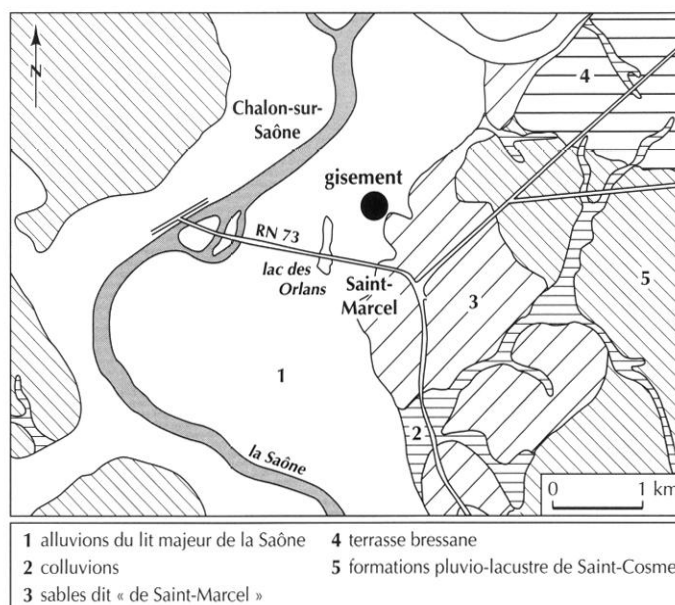 N
4
Chalon-sur-
Saône
gisement
RN 73
lac des
Orlans
Saint-
Marcel
3
5
1
2
la Saône
0 1 km
1 alluvions du lit majeur de la Saône
2 colluvions
3 sables dit « de Saint-Marcel »
4 terrasse bressane
5 formations pluvio-lacustre de Saint-Cosme